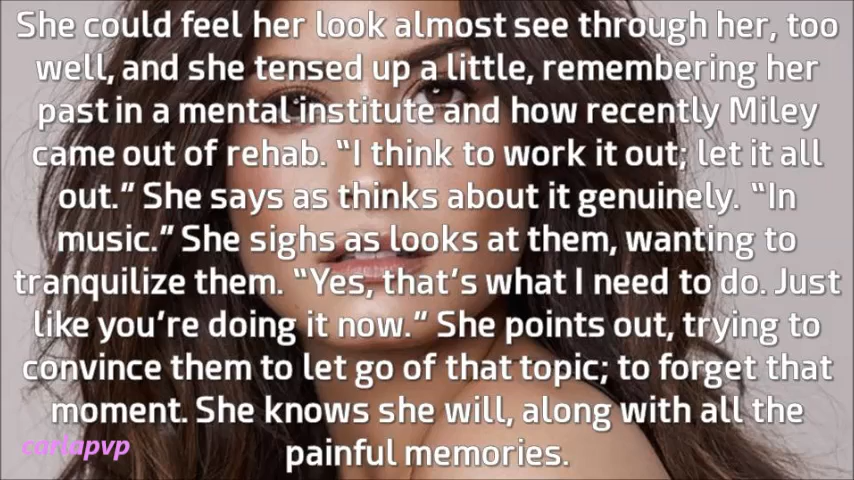 She could feel her look almost see through her, too
well, and she tensed up a little, remembering her
past in a mental institute and how recently Miley
came out of rehab. “I think to work it out; let it all
out.” She says as thinks about it genuinely. “In
music.” She sighs as looks at them, wanting to
tranquilize them. “Yes, that’s what I need to do. Just
like you’re doing it now.” She points out, trying to
convince them to let go of that topic; to forget that
moment. She knows she will, along with all the
painful memories.
carlapvp